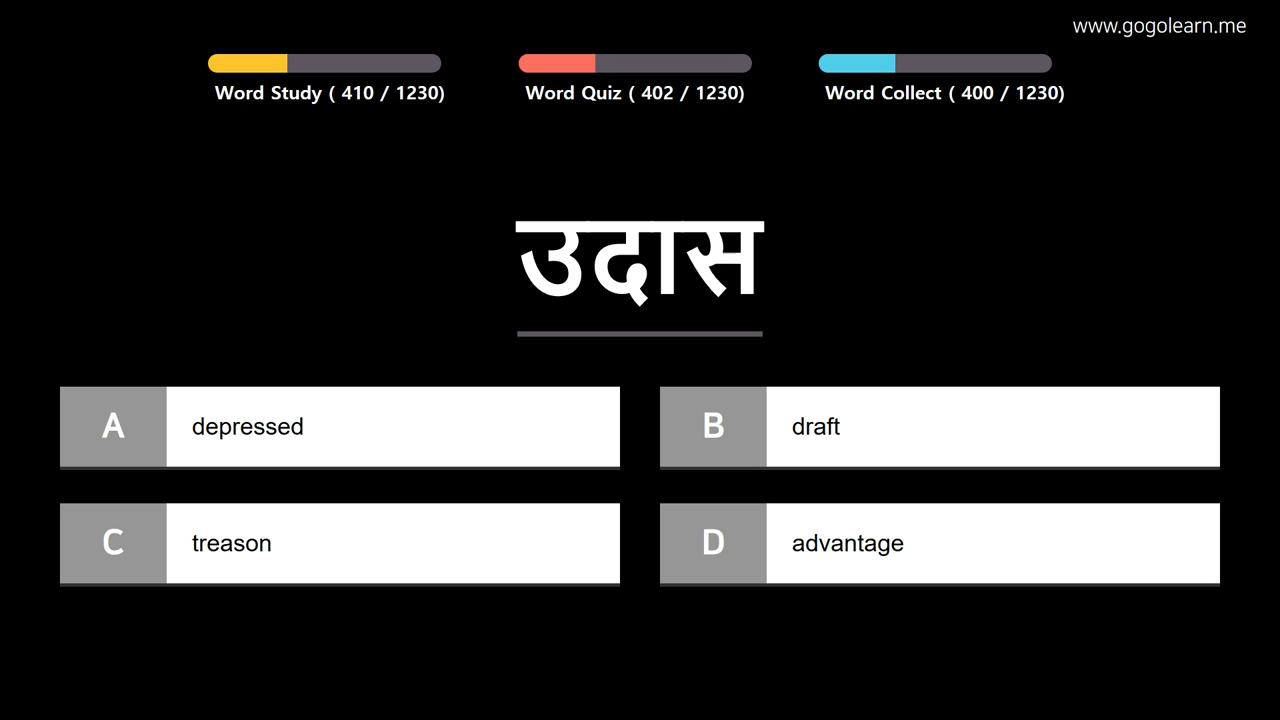 www.gogolearn.me
Word Study ( 410 / 1230)
Word Quiz ( 402 / 1230)
Word Collect ( 400 / 1230)
उदास
A depressed
B draft
C treason
D advantage